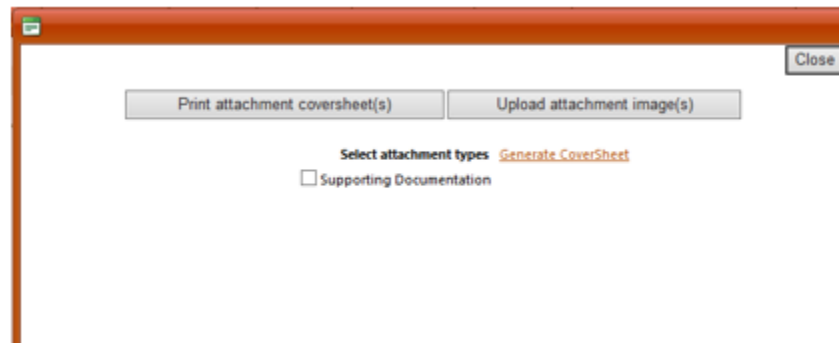 Close
Print attachment coversheet(s) Upload attachment image(s)
Select attachment types Generate CoverSheet
Supporting Documentation